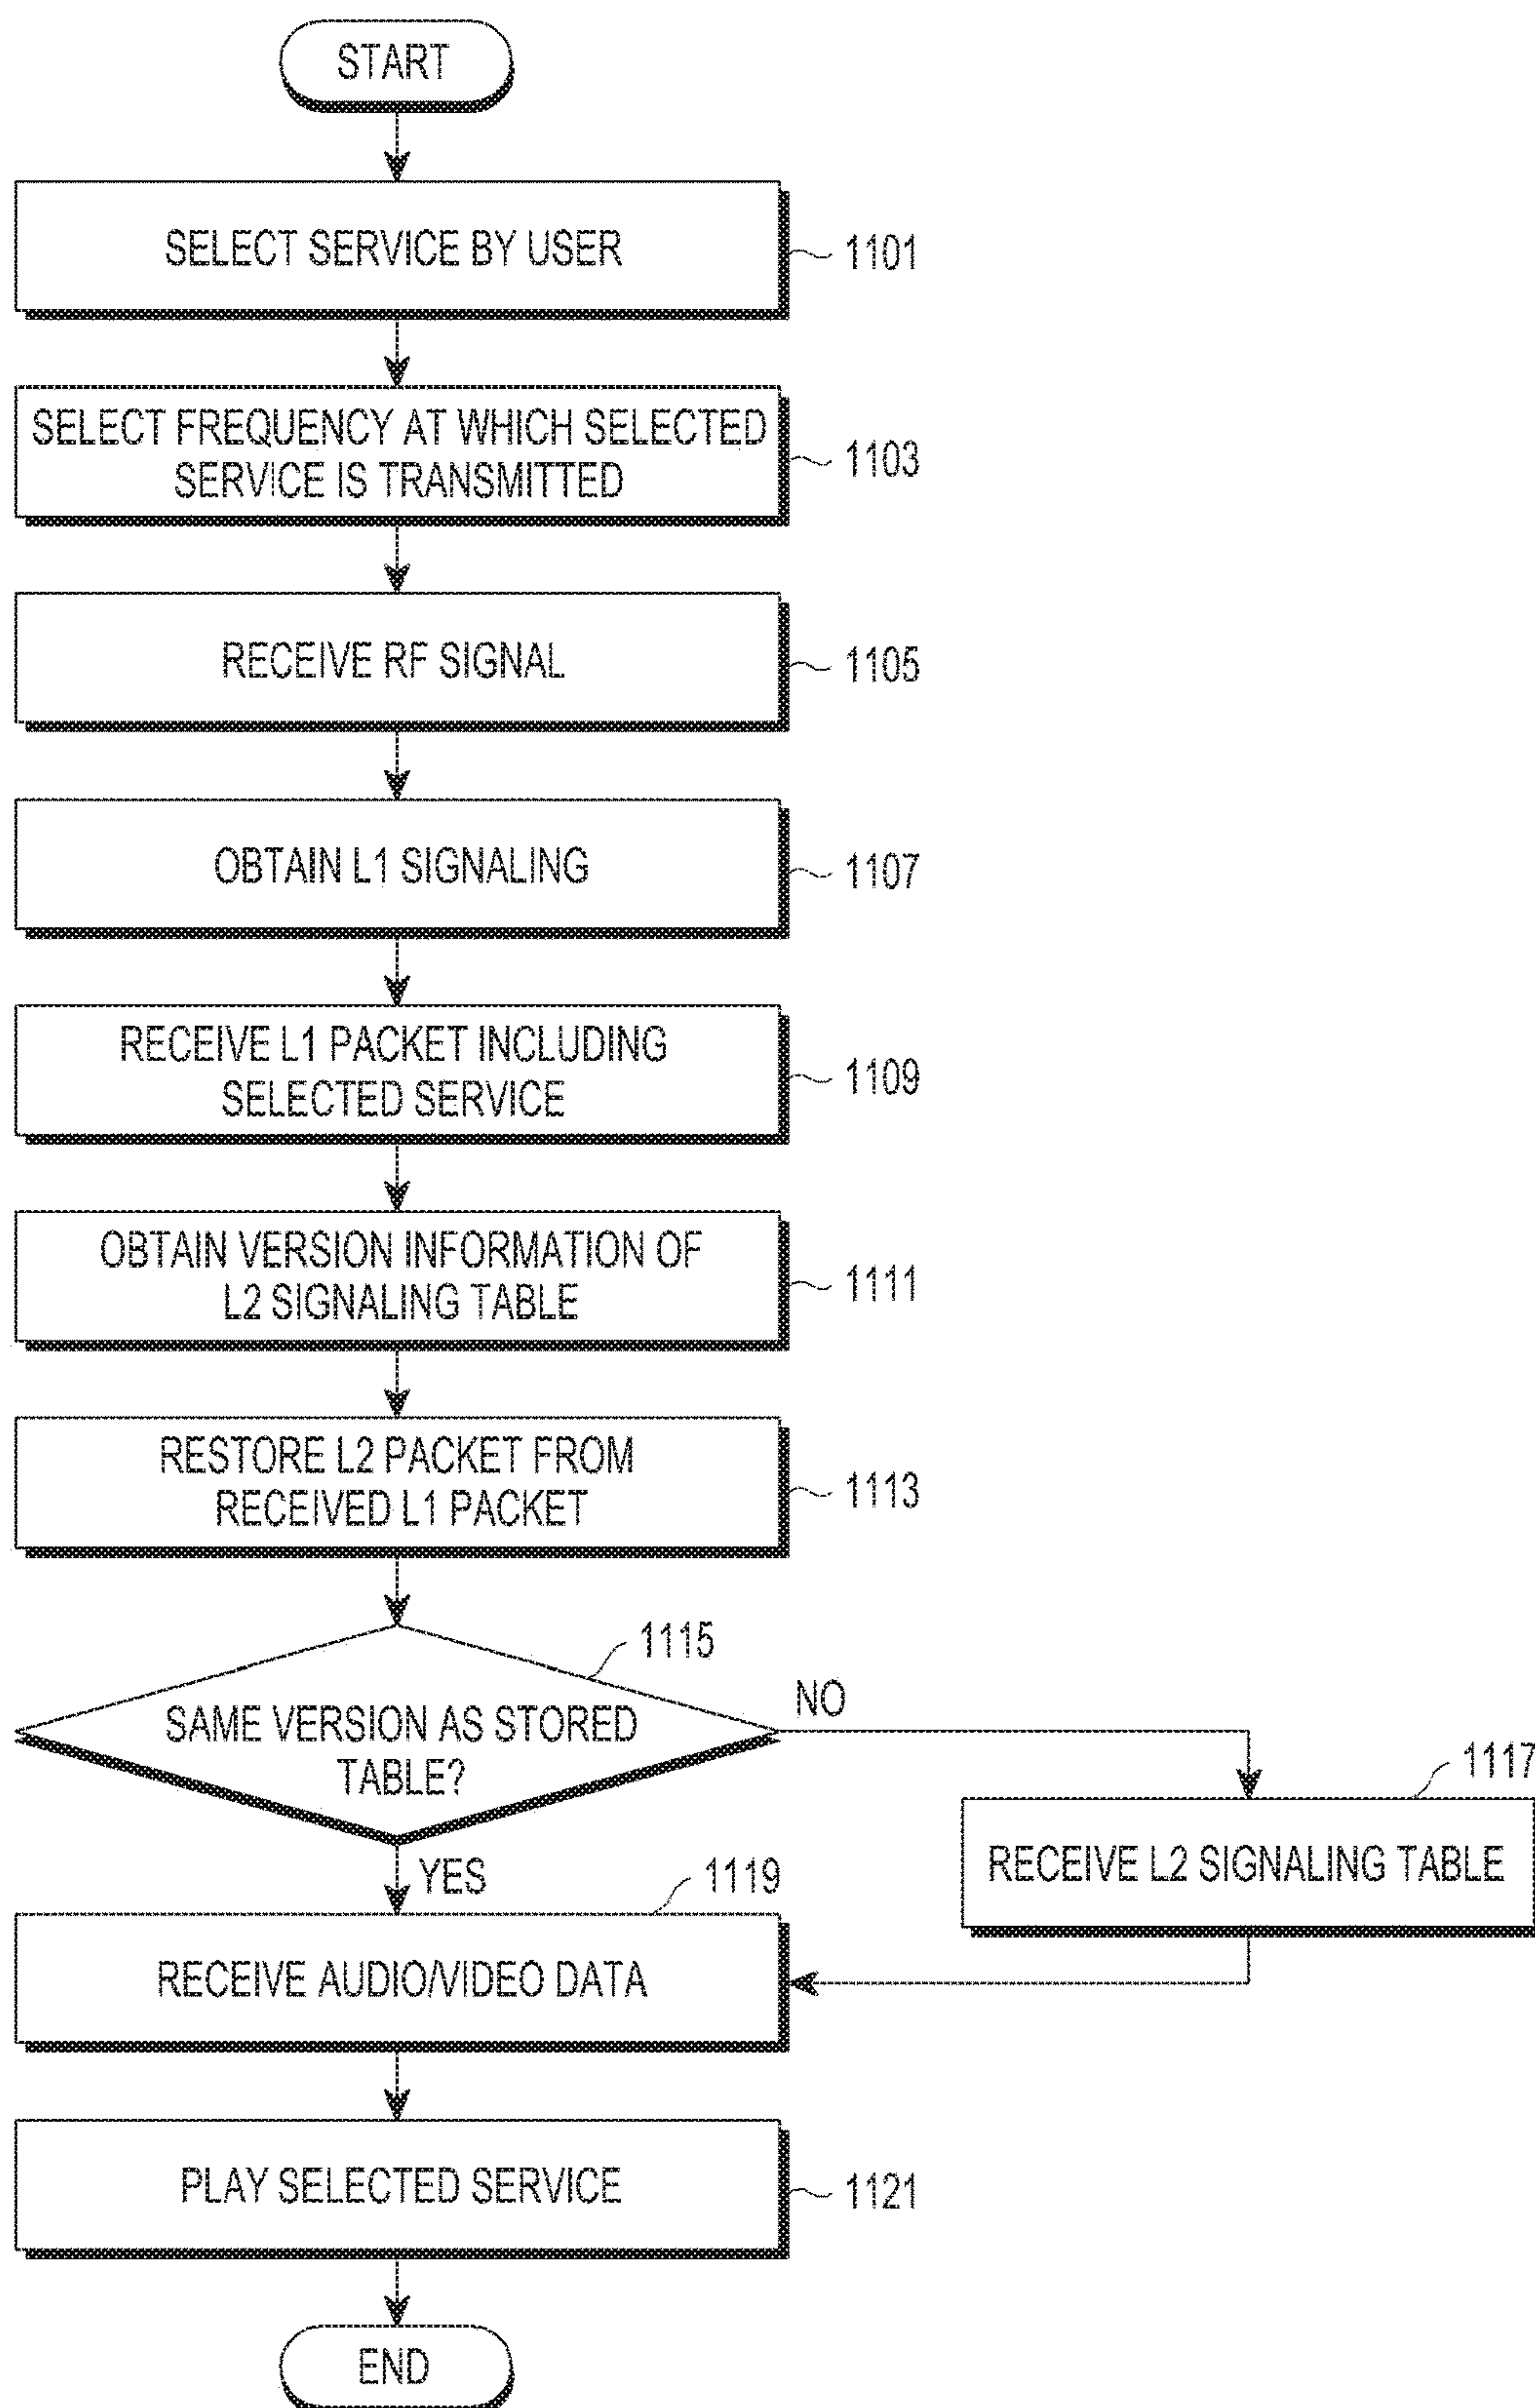 START
SELECT SERVICE BY USER
1101
SELECT FREQUENCY AT WHICH SELECTED
SERVICE IS TRANSMITTED
1103
RECEIVE RF SIGNAL
1105
OBTAIN L1 SIGNALING
1107
RECEIVE L1 PACKET INCLUDING
SELECTED SERVICE
1109
OBTAIN VERSION INFORMATION OF
L2 SIGNALING TABLE
1111
RESTORE L2 PACKET FROM
RECEIVED L1 PACKET
1113
1115
SAME VERSION AS STORED
TABLE?
NO
1117
RECEIVE L2 SIGNALING TABLE
YES
1119
RECEIVE AUDIO/VIDEO DATA
PLAY SELECTED SERVICE
1121
END